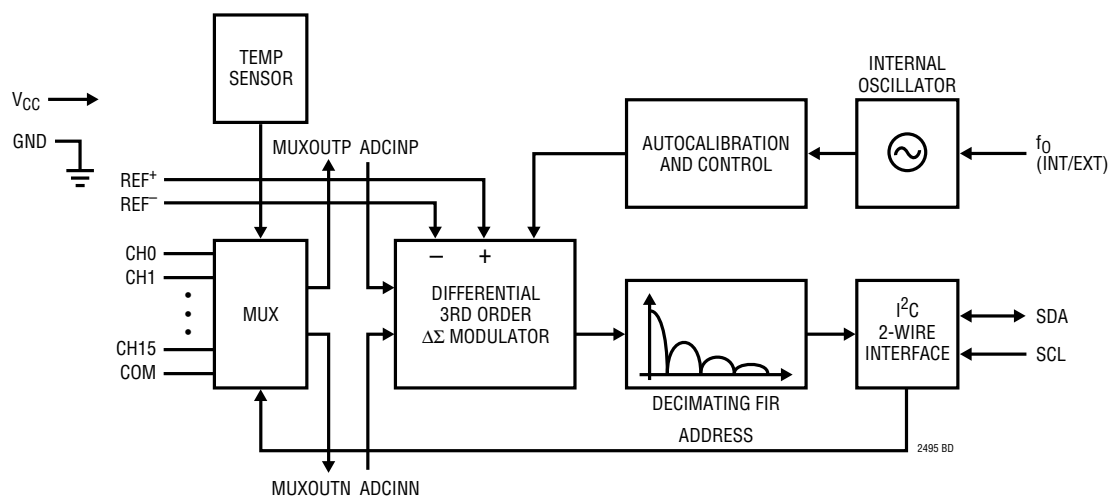 TEMP
SENSOR
INTERNAL
OSCILLATOR
VCC
GND
MUXOUTP ADCINP
AUTOCALIBRATION
AND CONTROL
fO
(INT/EXT)
REF+
REF–
CH0
CH1
CH15
COM
MUX
– +
DIFFERENTIAL
3RD ORDER
ΔΣ MODULATOR
I2C
2-WIRE
INTERFACE
SDA
SCL
DECIMATING FIR
ADDRESS
2495 BD
MUXOUTN ADCINN